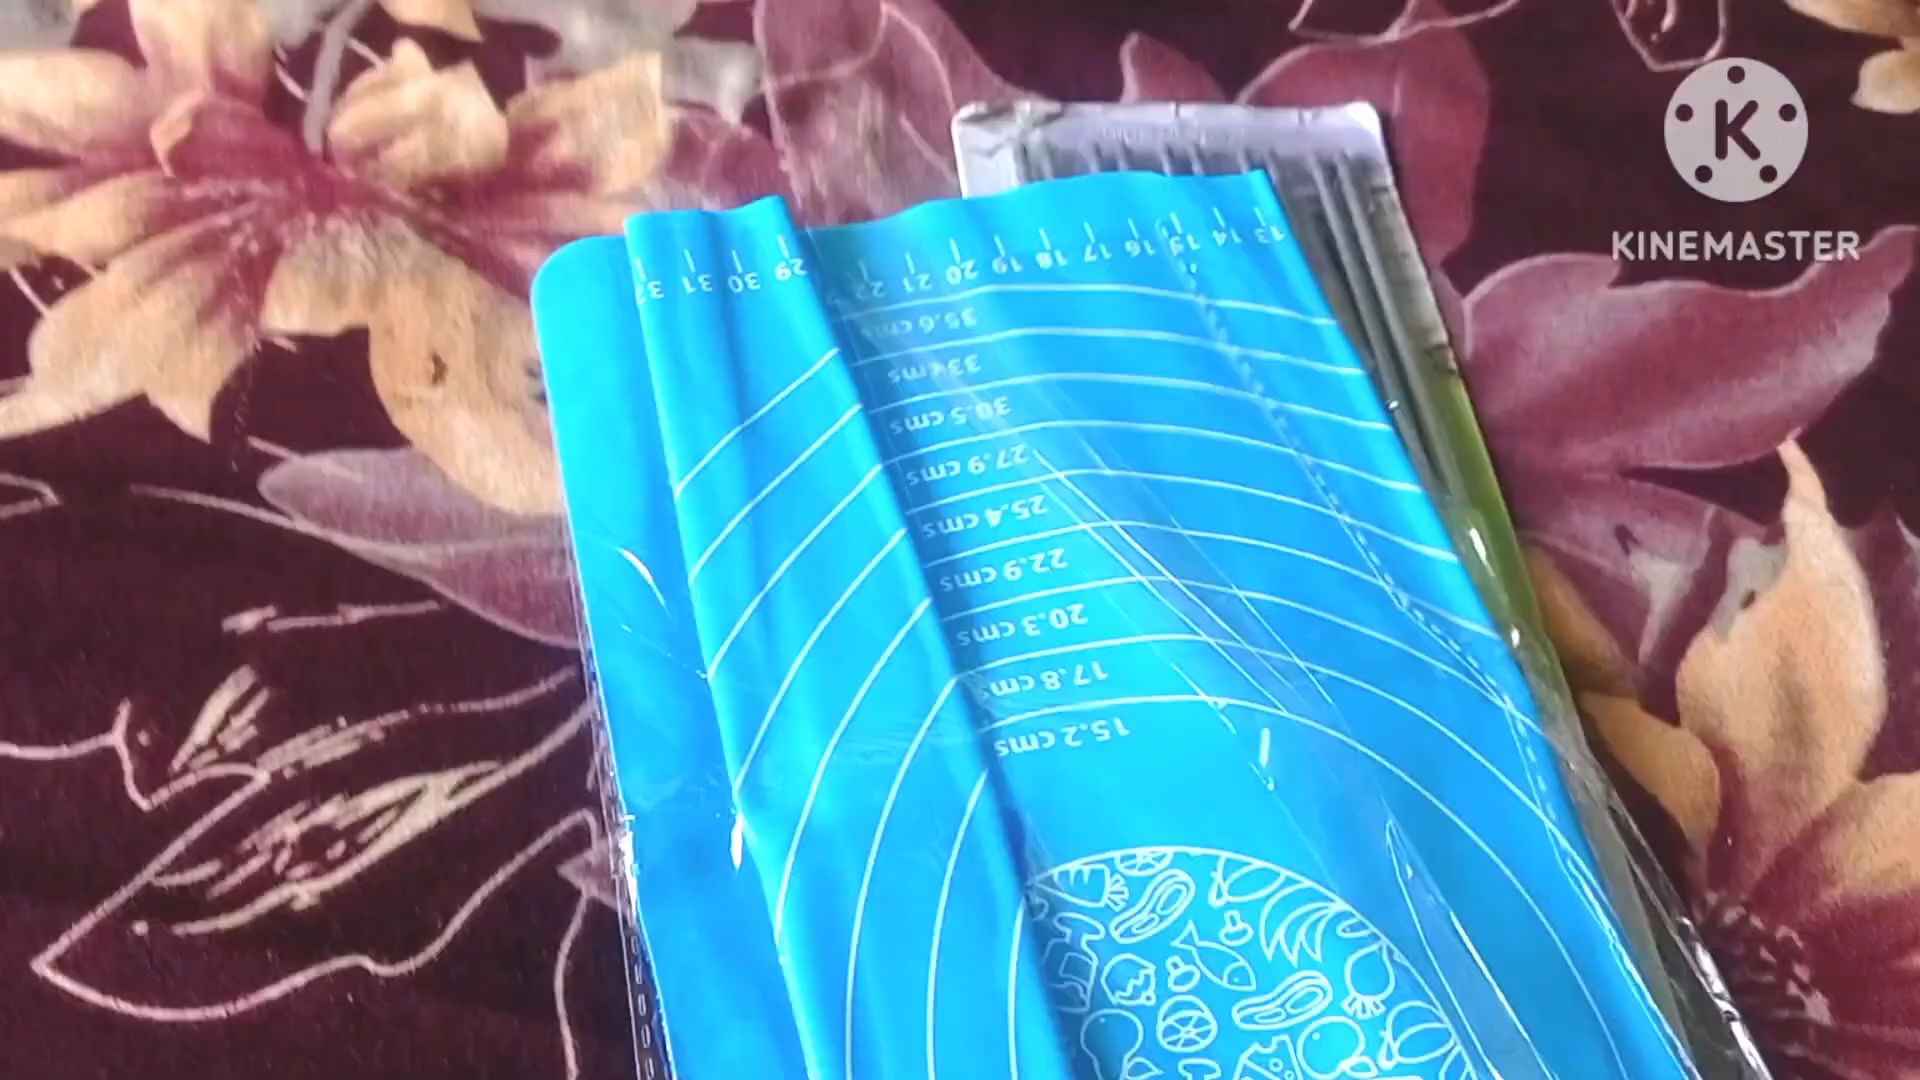 K
KINEMASTER
13 14 15 16 17 18 19 20 21 22
29 30 31
35.6 cms
33 cms
30.5 cms
27.9 cms
25.4 cms
22.9 cms
20.3 cms
17.8 cms
15.2 cms